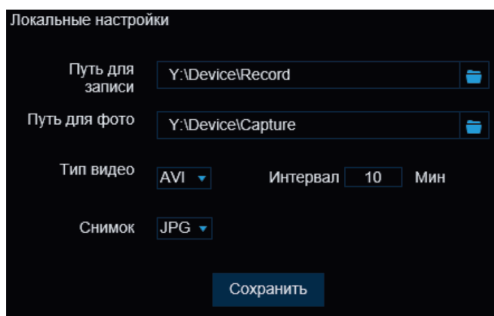 Локальные настройки
Путь для
записи
Y:\Device\Record
Путь для фото
Y:\Device\Capture
Тип видео
AVI
Интервал
10
Мин
Снимок
JPG
Сохранить